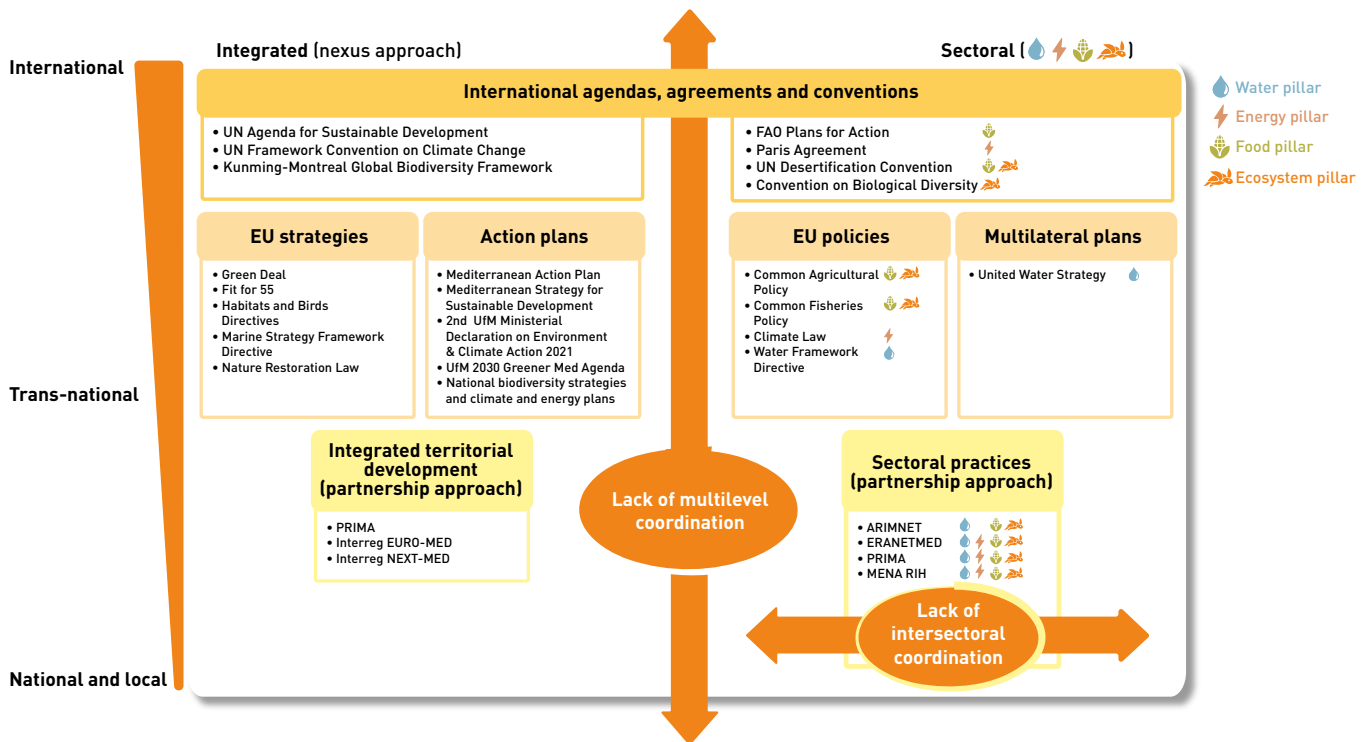 Integrated (nexus approach)
Sectoral (
)
International
International agendas, agreements and conventions
• UN Agenda for Sustainable Development
• UN Framework Convention on Climate Change
• Kunming-Montreal Global Biodiversity Framework
• FAO Plans for Action
• Paris Agreement
• UN Desertification Convention
• Convention on Biological Diversity
Water pillar
Energy pillar
Food pillar
Ecosystem pillar
EU strategies
• Green Deal
• Fit for 55
• Habitats and Birds
Directives
• Marine Strategy Framework
Directive
• Nature Restoration Law
Action plans
• Mediterranean Action Plan
• Mediterranean Strategy for
Sustainable Development
• 2nd UfM Ministerial
Declaration on Environment
& Climate Action 2021
• UfM 2030 Greener Med Agenda
• National biodiversity strategies
and climate and energy plans
EU policies
• Common Agricultural
Policy
• Common Fisheries
Policy
• Climate Law
• Water Framework
Directive
Multilateral plans
• United Water Strategy
Trans-national
Integrated territorial
development
(partnership approach)
• PRIMA
• Interreg EURO-MED
• Interreg NEXT-MED
Lack of multilevel
coordination
Sectoral practices
(partnership approach)
• ARIMNET
• ERANETMED
• PRIMA
• MENA RIH
Lack of
intersectoral
coordination
National and local